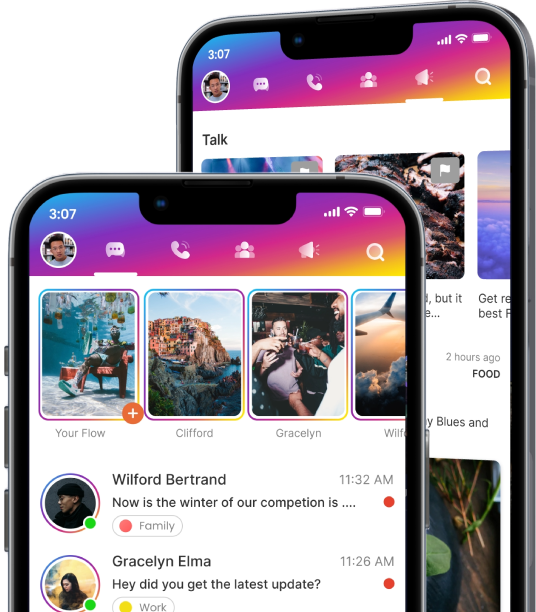 3:07
Talk
d, but it
e...
Get re
best F
2 hours ago
FOOD
y Blues and
3:07
Your Flow
Clifford
Gracelyn
Wilf
Wilford Bertrand 11:32 AM
Now is the winter of our competion is ....
Family
Gracelyn Elma 11:26 AM
Hey did you get the latest update?
Work